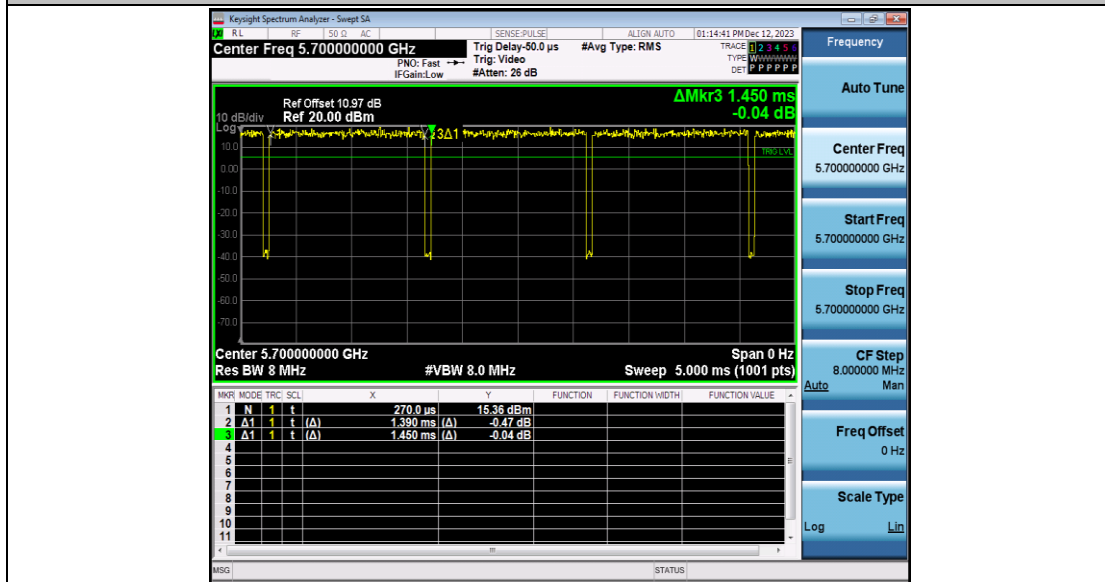 Keysight Spectrum Analyzer - Swept SA
RL RF 50 Ω AC SENSE:PULSE ALIGN AUTO 01:14:41 PM Dec 12, 2023
Center Freq 5.700000000 GHz Trig Delay-50.0 µs #Avg Type: RMS TRACE 1 2 3 4 5 6
PNO: Fast Trig: Video TYPE WWWWWW
IFGain:Low #Atten: 26 dB DET P P P P P P
ΔMkr3 1.450 ms
-0.04 dB
Ref Offset 10.97 dB
10 dB/div Ref 20.00 dBm
Log
3Δ1
10.0
TRIG LVL
0.00
-10.0
-20.0
-30.0
-40.0
-50.0
-60.0
-70.0
Center 5.700000000 GHz Span 0 Hz
Res BW 8 MHz #VBW 8.0 MHz Sweep 5.000 ms (1001 pts)
MKR MODE TRC SCL X Y FUNCTION FUNCTION WIDTH FUNCTION VALUE
1 N 1 t 270.0 µs 15.36 dBm
2 Δ1 1 t (Δ) 1.390 ms (Δ) -0.47 dB
3 Δ1 1 t (Δ) 1.450 ms (Δ) -0.04 dB
4
5
6
7
8
9
10
11
MSG STATUS
Frequency
Auto Tune
Center Freq
5.700000000 GHz
Start Freq
5.700000000 GHz
Stop Freq
5.700000000 GHz
CF Step
8.000000 MHz
Auto Man
Freq Offset
0 Hz
Scale Type
Log Lin